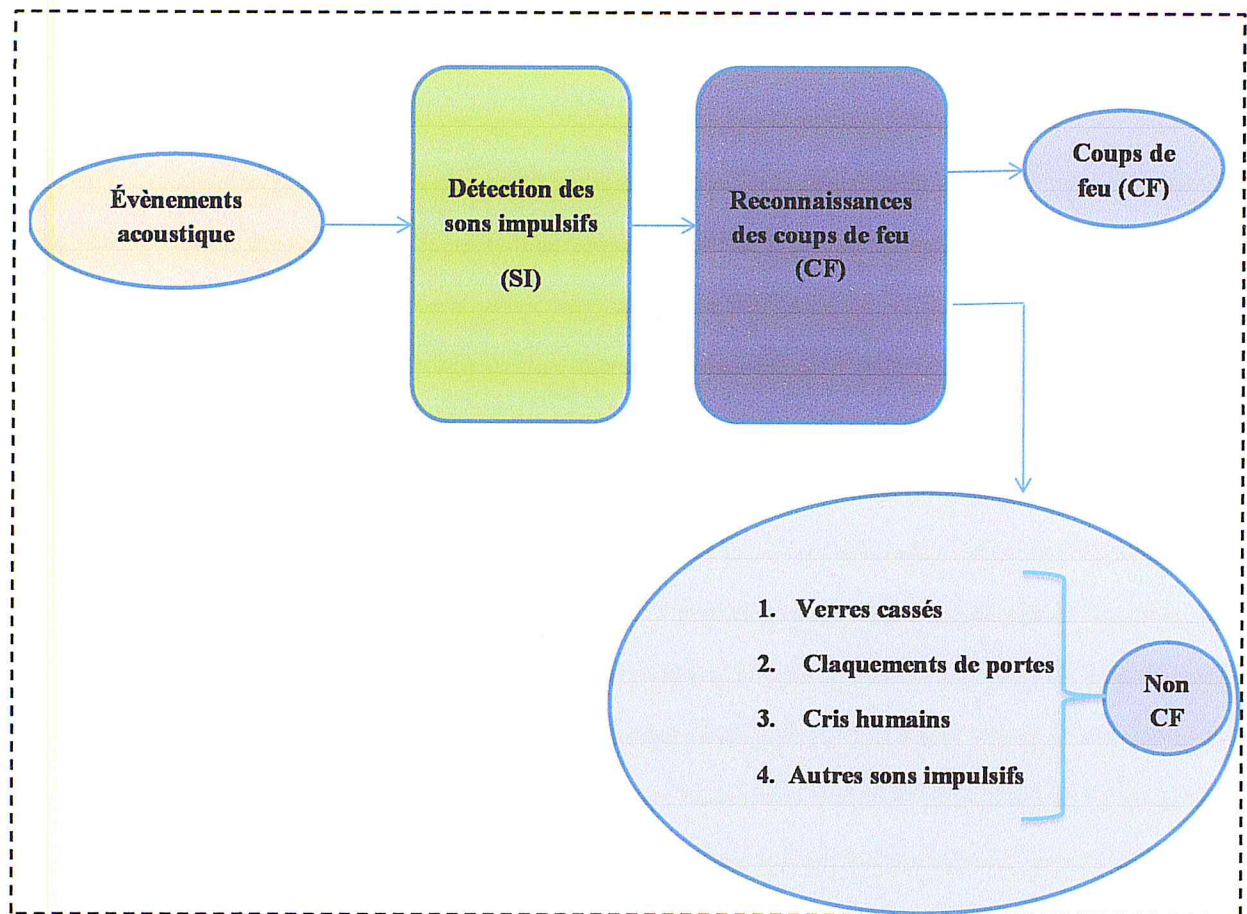 Évènements
acoustique
Détection des
sons impulsifs
(SI)
Reconnaissances
des coups de feu
(CF)
Coups de
feu (CF)
1. Verres cassés
2. Claquements de portes
3. Cris humains
4. Autres sons impulsifs
Non
CF